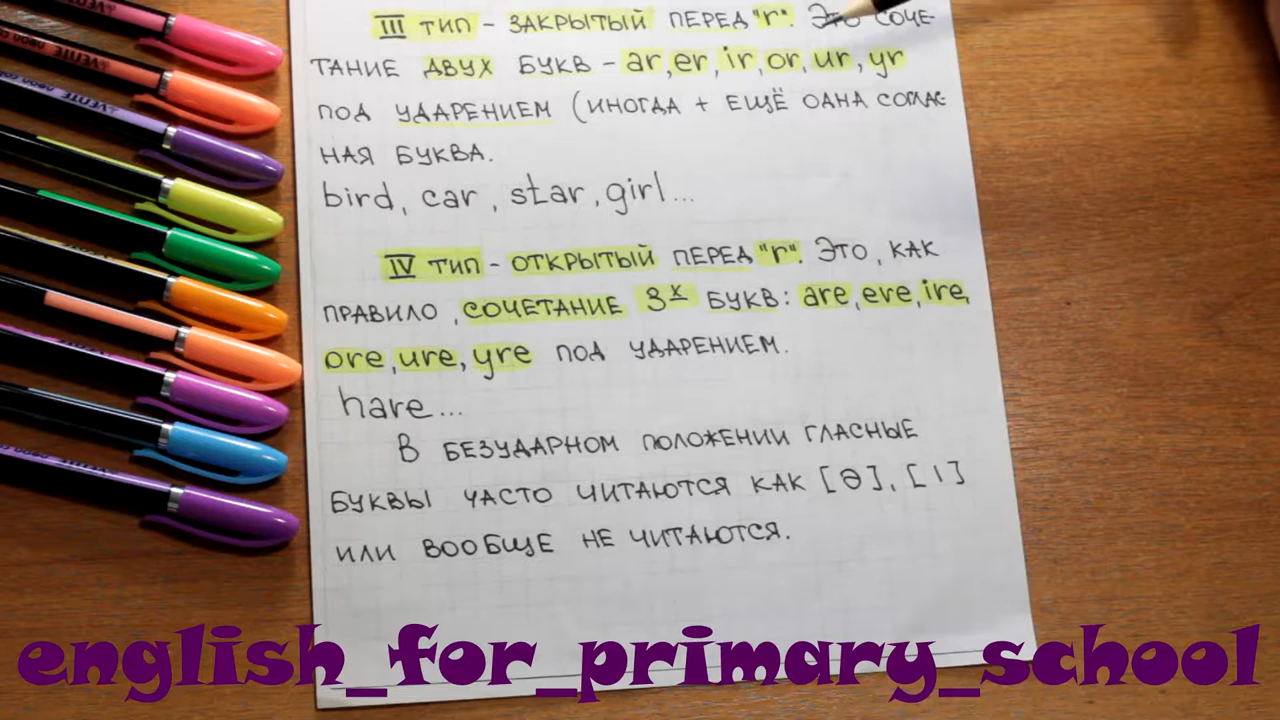 III ТИП - ЗАКРЫТЫЙ ПЕРЕД "r". Это СОЧЕ-
ТАНИЕ ДВУХ БУКВ - ar, er, ir, or, ur, yr
ПОД УДАРЕНИЕМ (ИНОГДА + ЕЩЁ ОДНА СОГЛАС-
НАЯ БУКВА.
bird, car, star, girl...
IV ТИП - ОТКРЫТЫЙ ПЕРЕД "r". Это, КАК
ПРАВИЛО, СОЧЕТАНИЕ 3х БУКВ: are, ere, ire,
ore, ure, yre ПОД УДАРЕНИЕМ.
hare...
В БЕЗУДАРНОМ ПОЛОЖЕНИИ ГЛАСНЫЕ
БУКВЫ ЧАСТО ЧИТАЮТСЯ КАК [Ə], [I]
ИЛИ ВООБЩЕ НЕ ЧИТАЮТСЯ.
english_for_primary_school